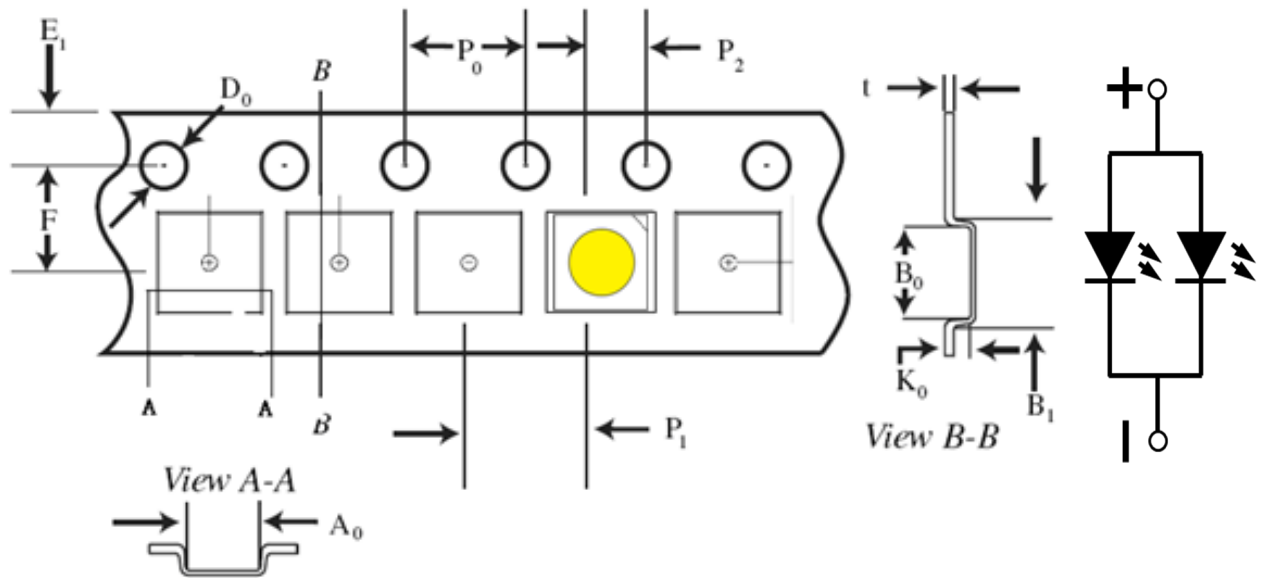 E₁
D₀
B
P₀
P₂
t
F
B₀
A
A
B
P₁
K₀
B₁
View B-B
View A-A
A₀
+
−